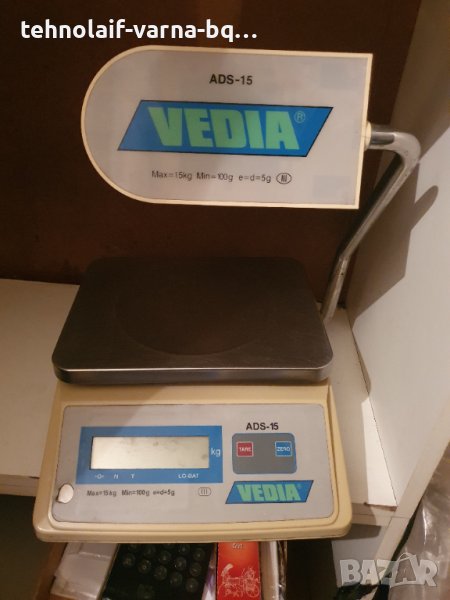 tehnolaif-varna-bq...
ADS-15
VEDIA®
Max=15kg Min=100g e=d=5g
ADS-15
kg
TARE ZERO
→0← N T LO-BAT
Max=15kg Min=100g e=d=5g
VEDIA
BAZAR